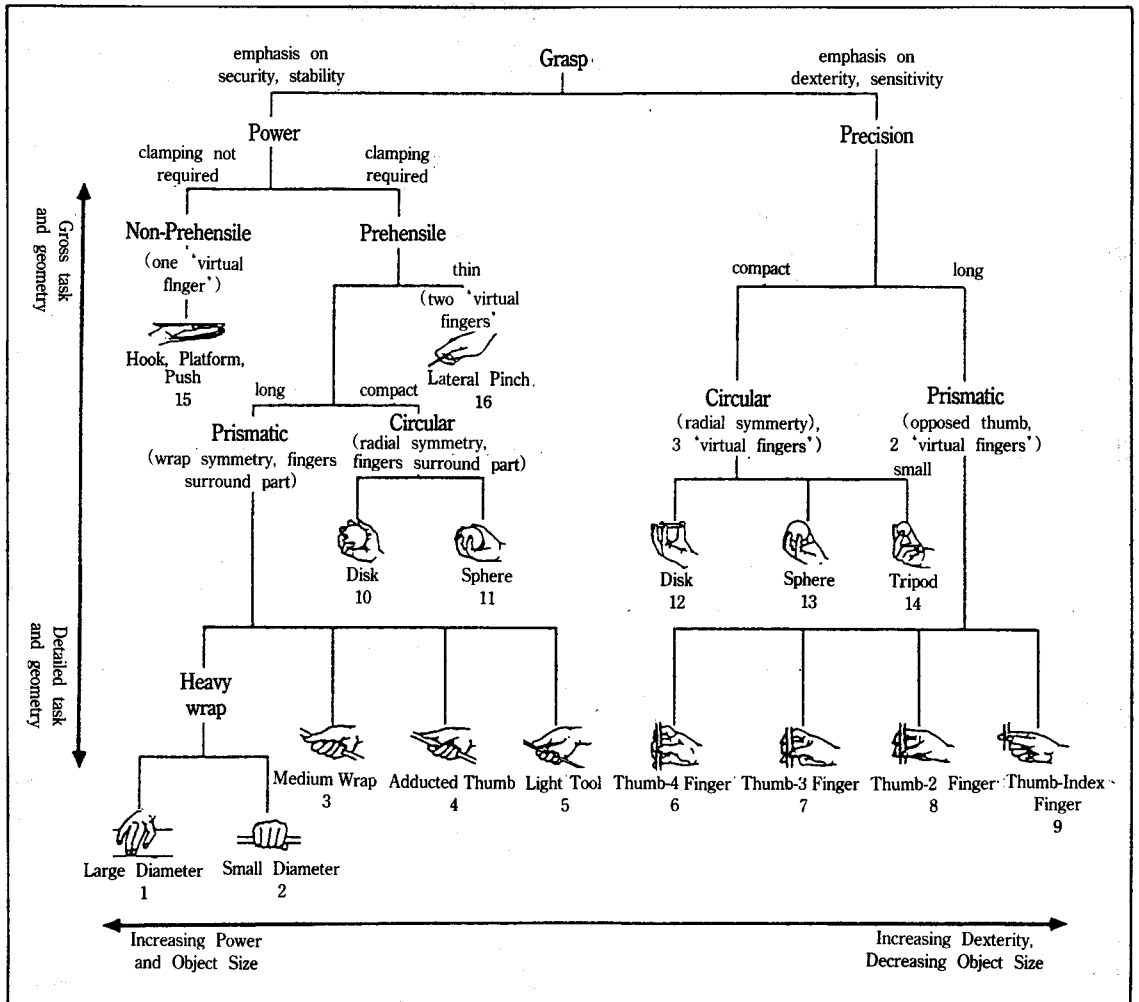 Grasp
emphasis on
security, stability
emphasis on
dexterity, sensitivity
Power
Precision
clamping not
required
clamping
required
Gross task
and geometry
Non-Prehensile
(one 'virtual
finger')
Prehensile
thin
(two 'virtual
fingers'
compact
long
Hook, Platform,
Push
15
Lateral Pinch
16
long
compact
Prismatic
(wrap symmetry, fingers
surround part)
Circular
(radial symmetry,
fingers surround part)
Circular
(radial symmerty),
3 'virtual fingers')
Prismatic
(opposed thumb,
2 'virtual fingers')
small
Disk
10
Sphere
11
Disk
12
Sphere
13
Tripod
14
Detailed task
and geometry
Heavy
wrap
Medium Wrap
3
Adducted Thumb
4
Light Tool
5
Thumb-4 Finger
6
Thumb-3 Finger
7
Thumb-2 Finger
8
Thumb-Index
Finger
9
Large Diameter
1
Small Diameter
2
Increasing Power
and Object Size
Increasing Dexterity,
Decreasing Object Size